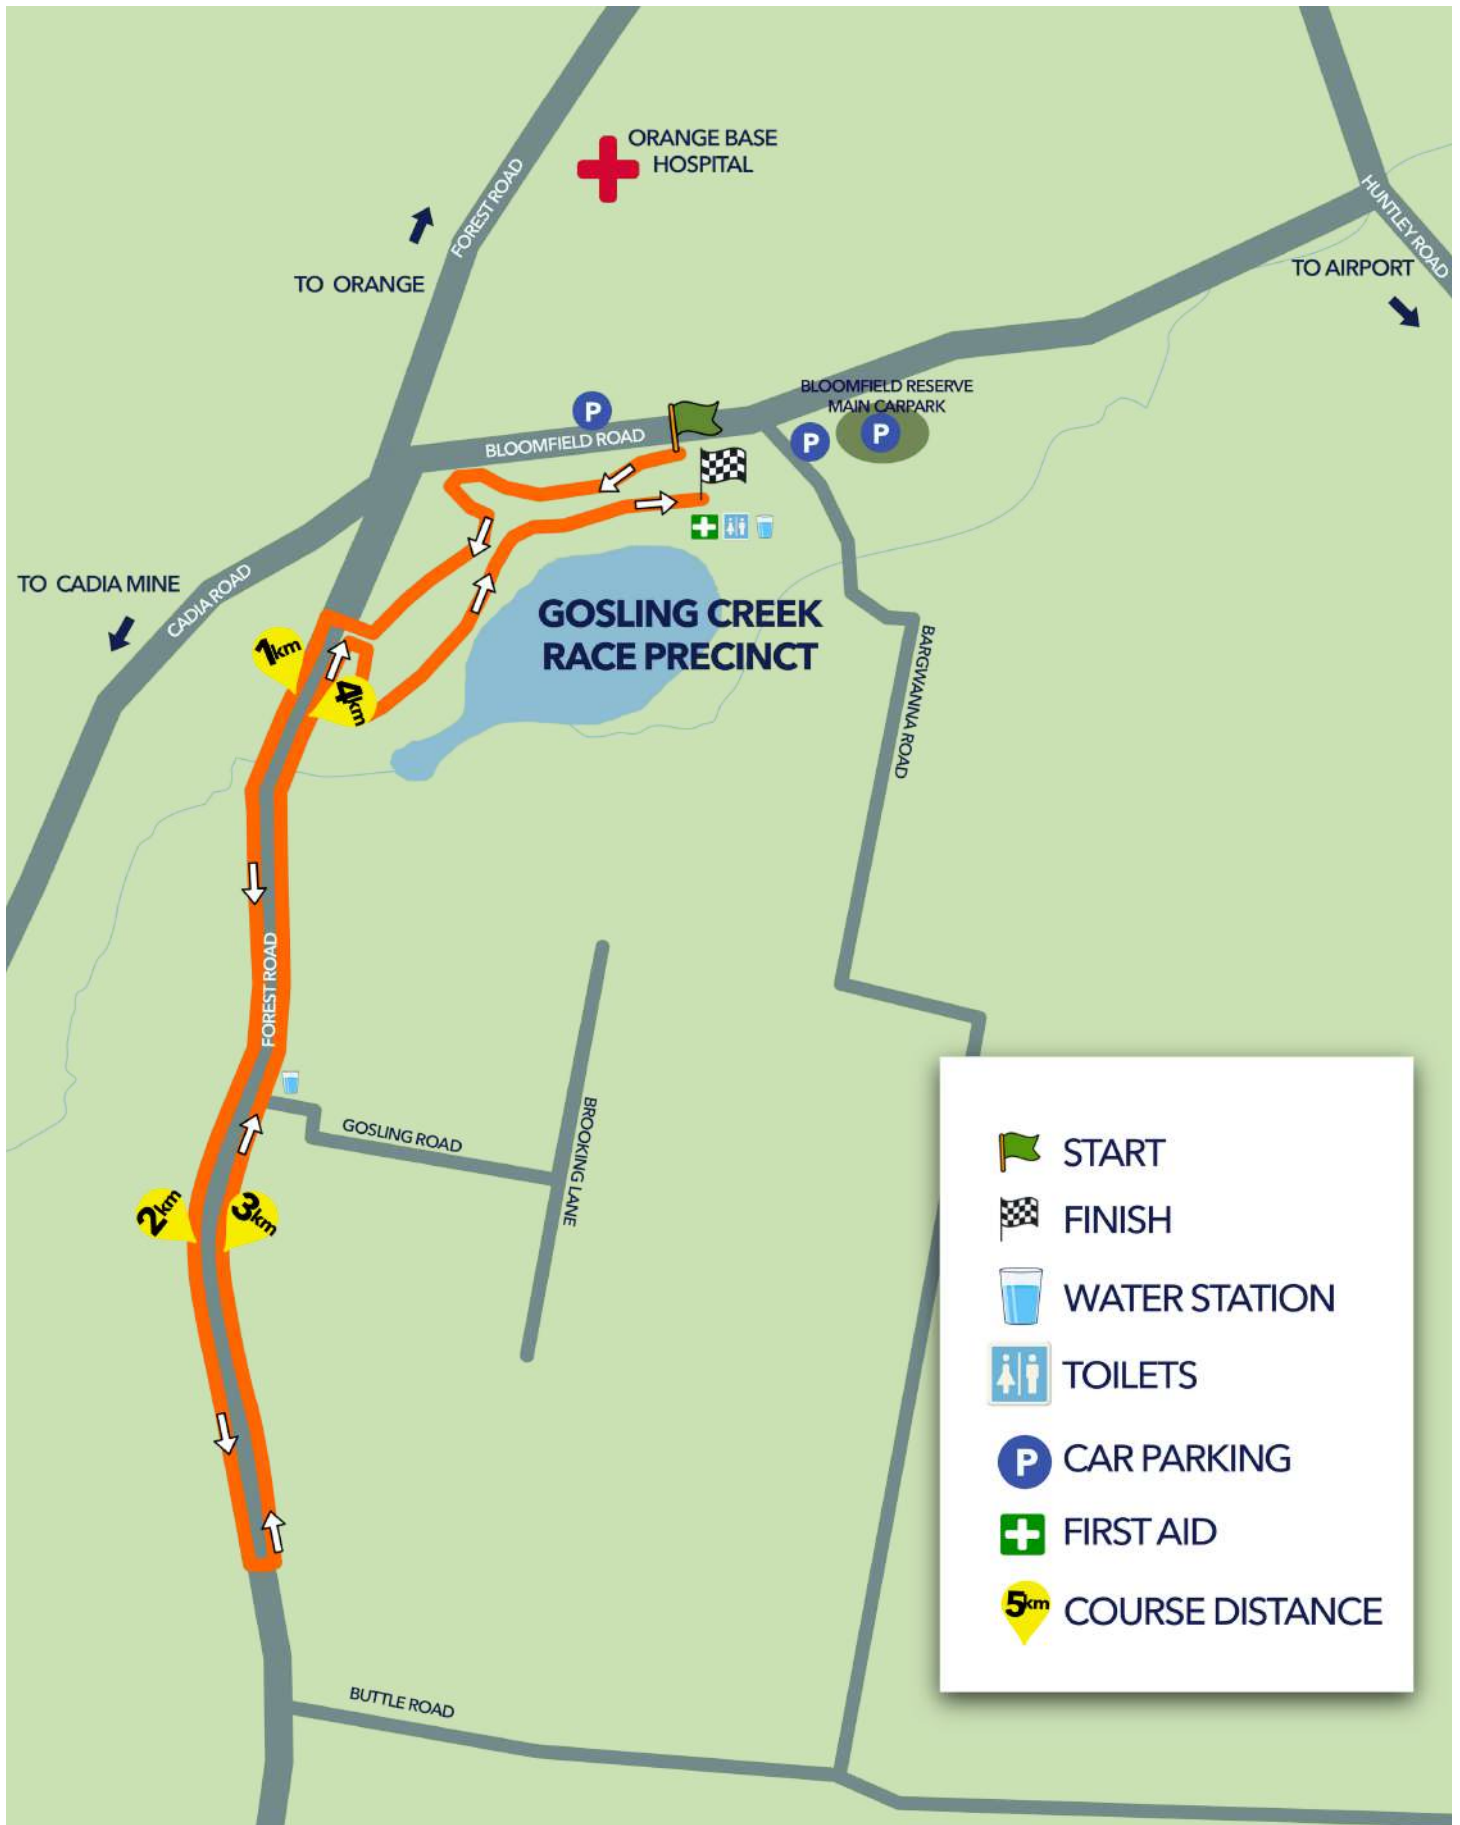 ORANGE BASE
HOSPITAL
FOREST ROAD
HUNTLEY ROAD
TO ORANGE
TO AIRPORT
BLOOMFIELD RESERVE
MAIN CARPARK
P
P
P
BLOOMFIELD ROAD
TO CADIA MINE
CADIA ROAD
GOSLING CREEK
RACE PRECINCT
1km
4km
BARGWANNA ROAD
FOREST ROAD
GOSLING ROAD
BROOKING LANE
2km
3km
START
FINISH
WATER STATION
TOILETS
P CAR PARKING
FIRST AID
5km COURSE DISTANCE
BUTTLE ROAD